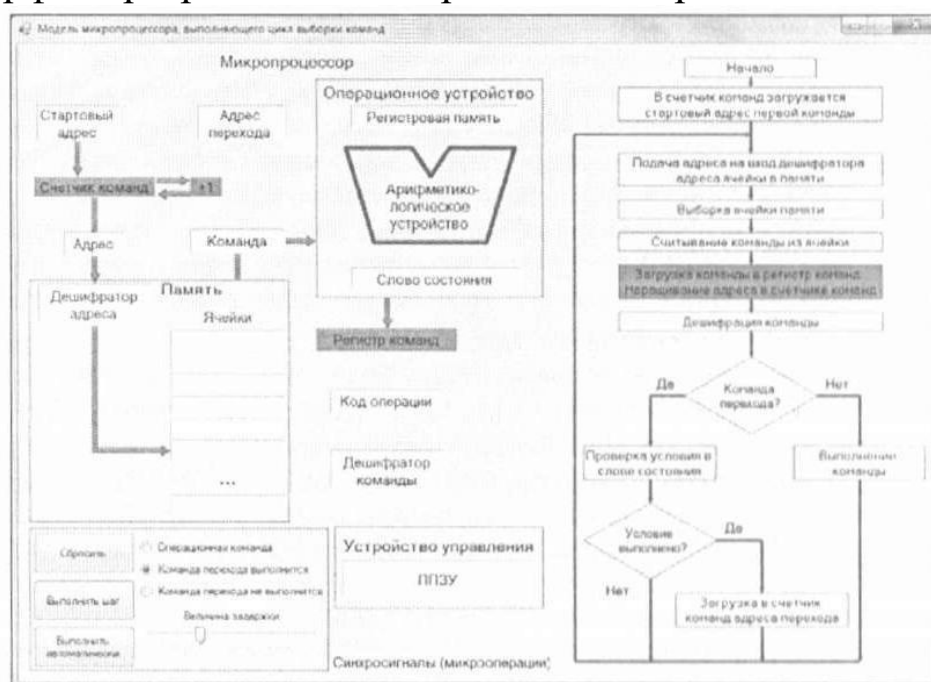 Модель микропроцессора, выполняющего цикл выборки команд
Микропроцессор
Стартовый
адрес
Адрес
перехода
Счетчик команд
+1
Адрес
Команда
Дешифратор
адреса
Память
Ячейки
...
Операционное устройство
Регистровая память
Арифметико-
логическое
устройство
Слово состояния
Регистр команд
Код операции
Дешифратор
команды
Устройство управления
ППЗУ
Синхросигналы (микрооперации)
Сбросить
Выполнить шаг
Выполнить
автоматически
Операционная команда
Команда перехода выполнится
Команда перехода не выполнится
Величина задержки
Начало
В счетчик команд загружается
стартовый адрес первой команды
Подача адреса на вход дешифратора
адреса ячейки в памяти
Выборка ячейки памяти
Считывание команды из ячейки
Загрузка команды в регистр команд
Наращивание адреса в счетчике команд
Дешифрация команды
Да
Команда
перехода?
Нет
Проверка условия в
слове состояния
Выполнение
команды
Условие
выполнено?
Да
Нет
Загрузка в счетчик
команд адреса перехода